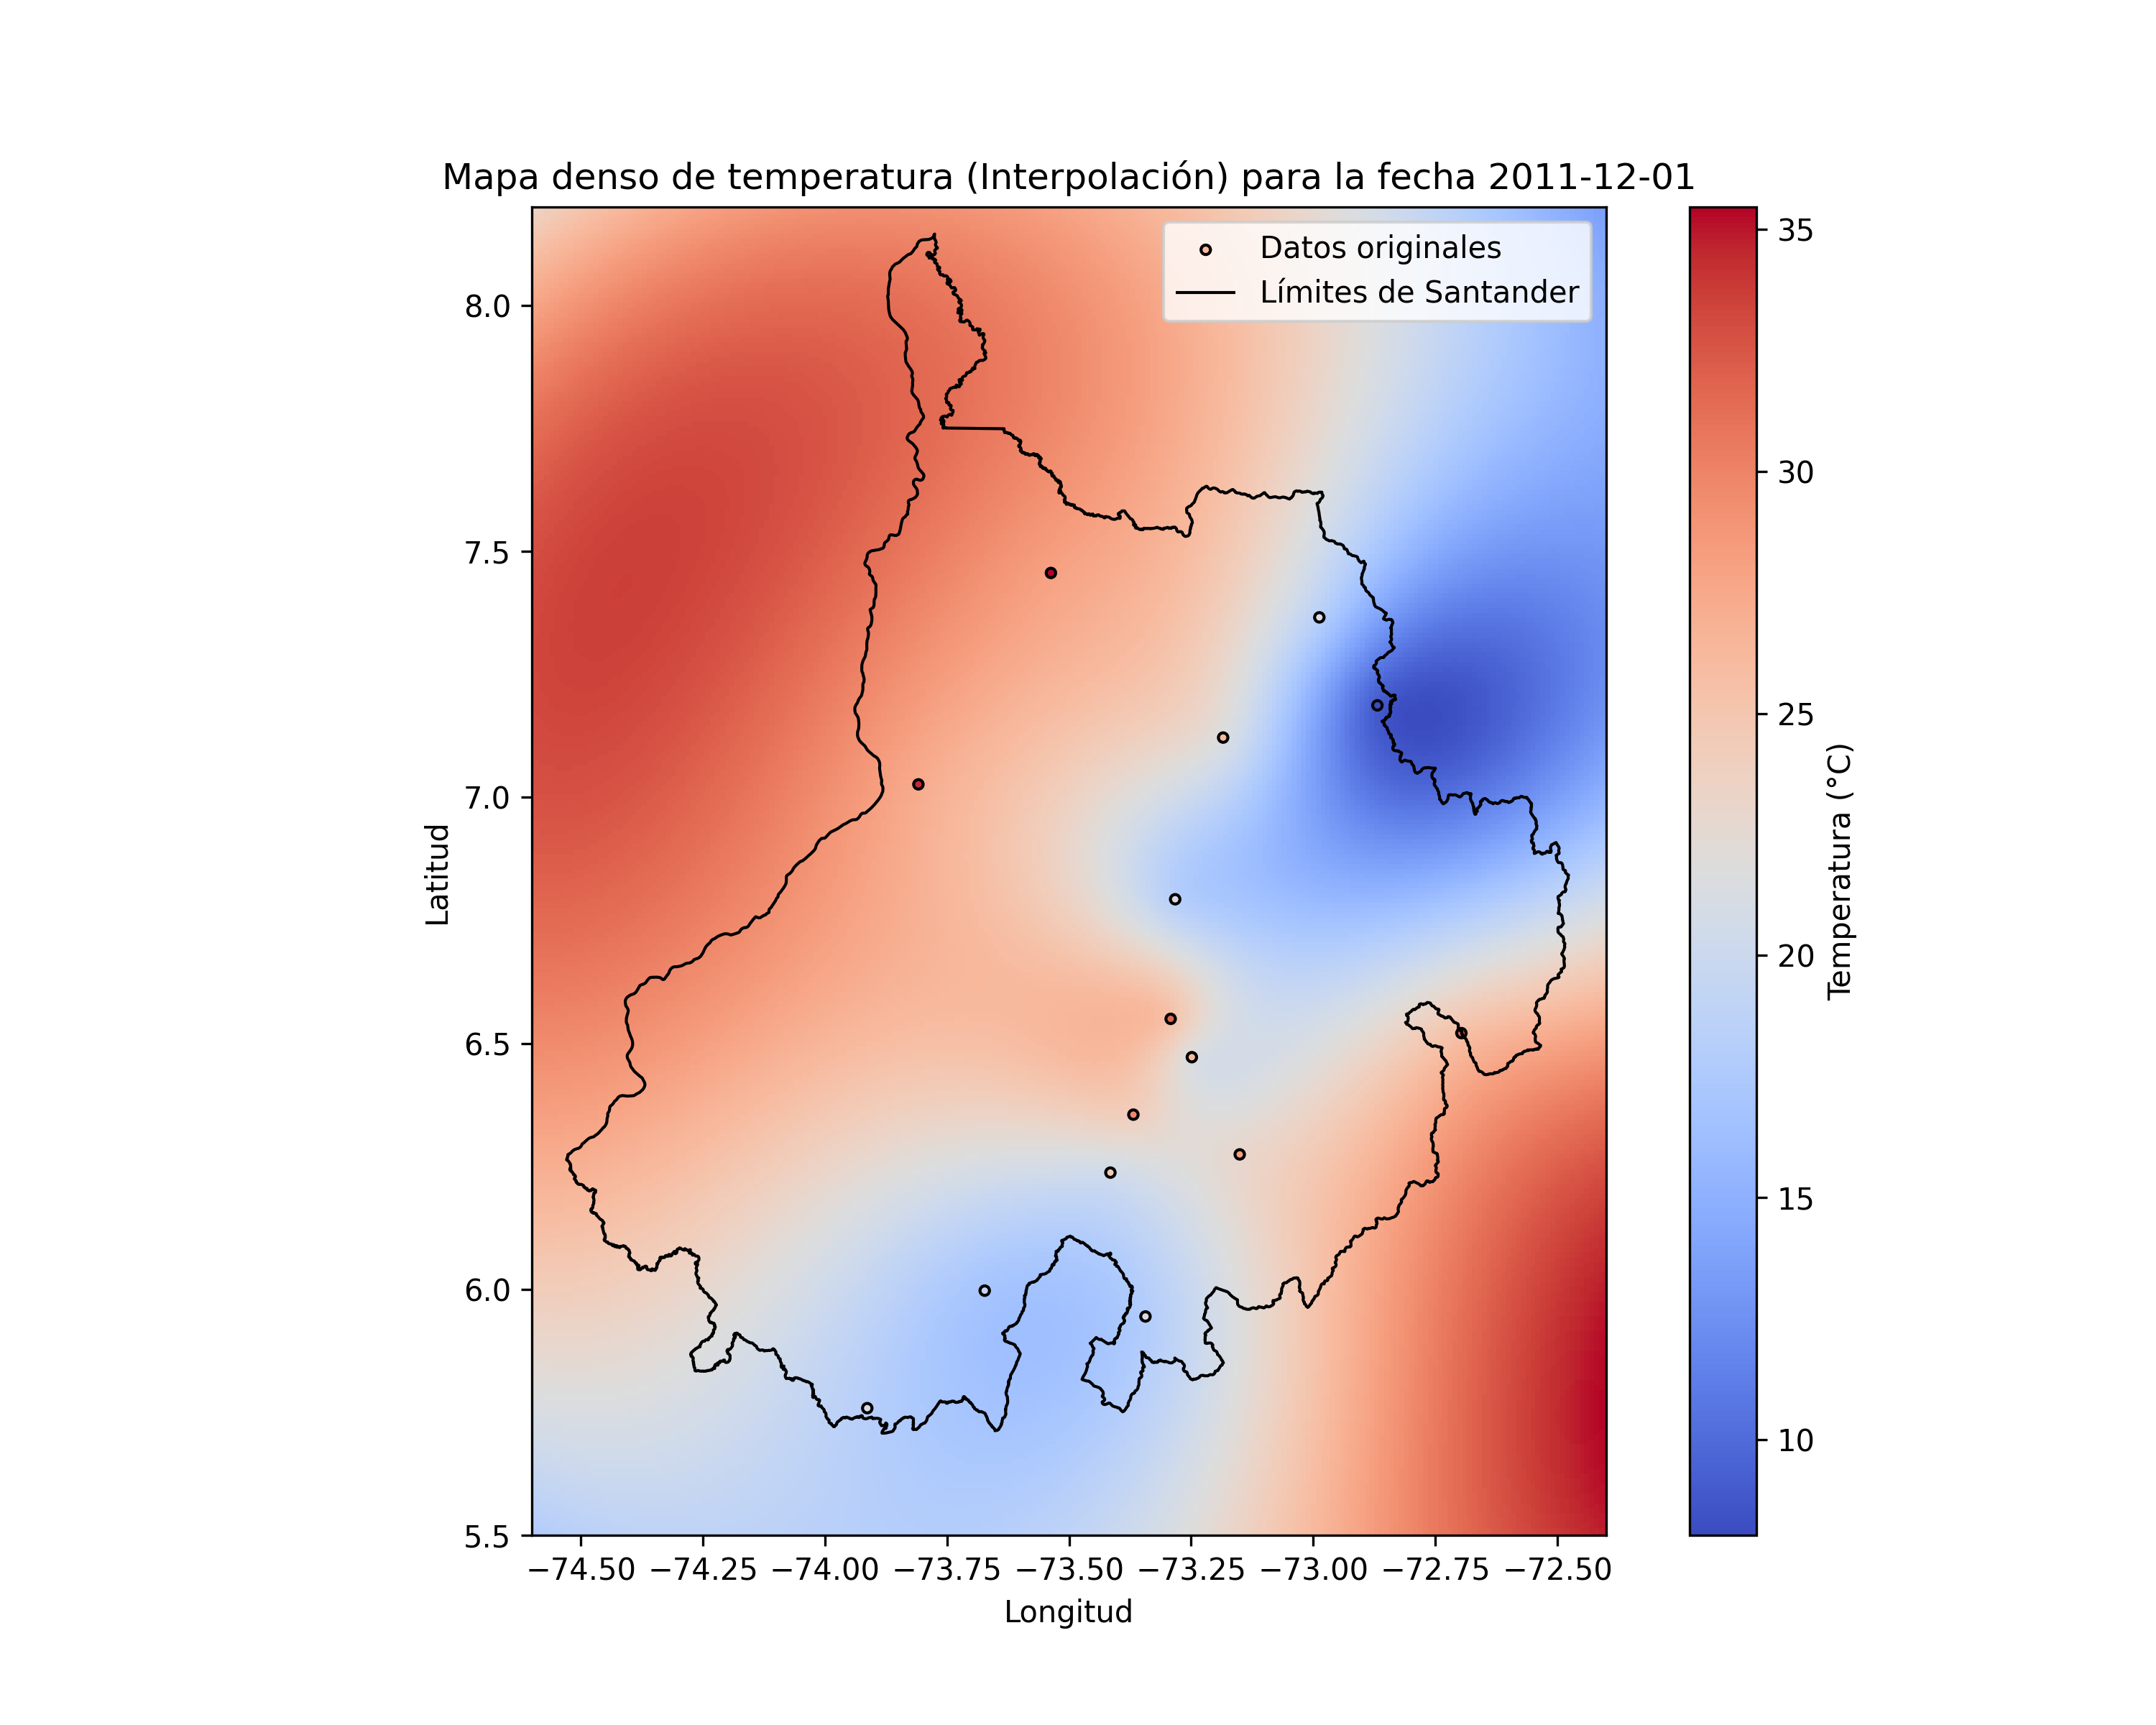 Mapa denso de temperatura (Interpolación) para la fecha 2011-12-01
Datos originales
Límites de Santander
8.0
7.5
7.0
6.5
6.0
5.5
Latitud
−74.50 −74.25 −74.00 −73.75 −73.50 −73.25 −73.00 −72.75 −72.50
Longitud
35
30
25
20
15
10
Temperatura (°C)